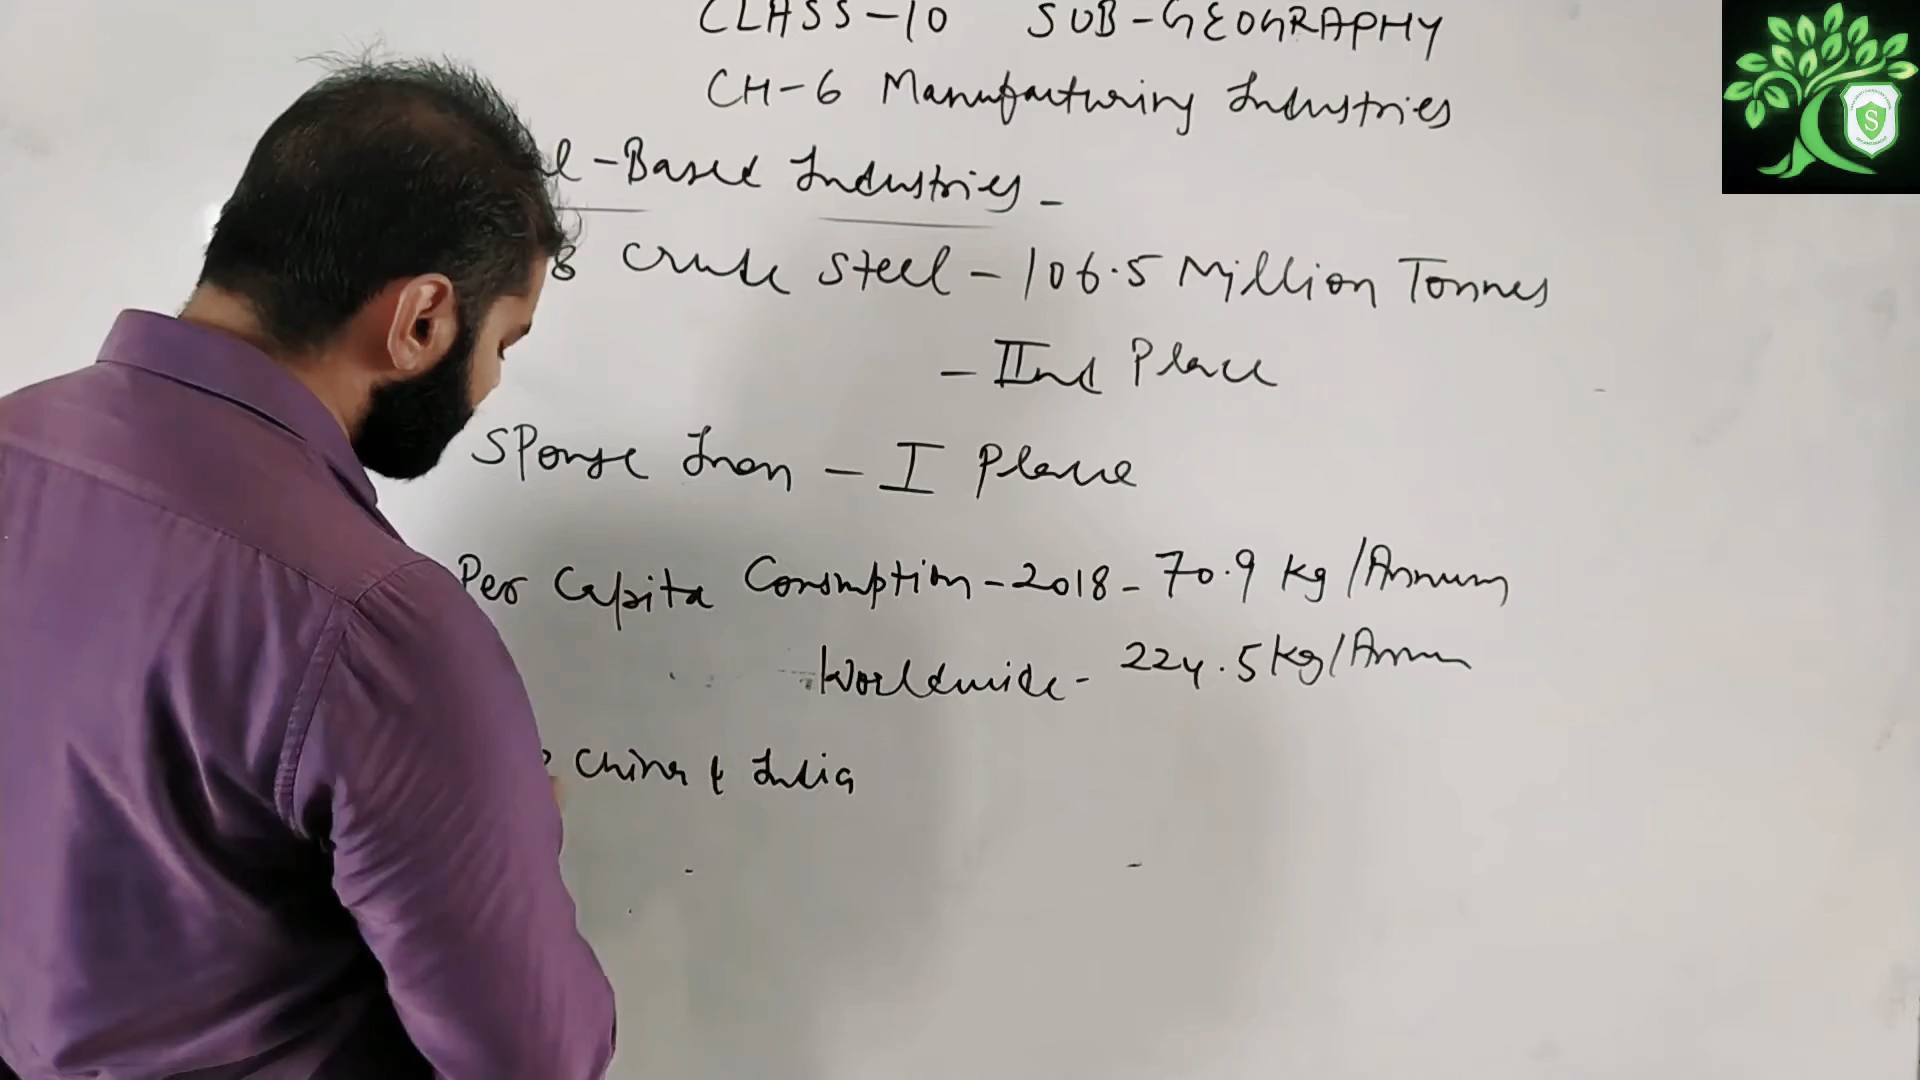 CLASS-10 SUB-GEOGRAPHY
CH-6 Manufacturing Industries
-Based Industries -
8 Crude Steel - 106.5 Million Tonnes
- IInd Place
SPonge Iron - I Place
Per Capita Consumption - 2018 - 70.9 kg/Annum
Worldwide - 224.5 kg/Annum
China & India
S